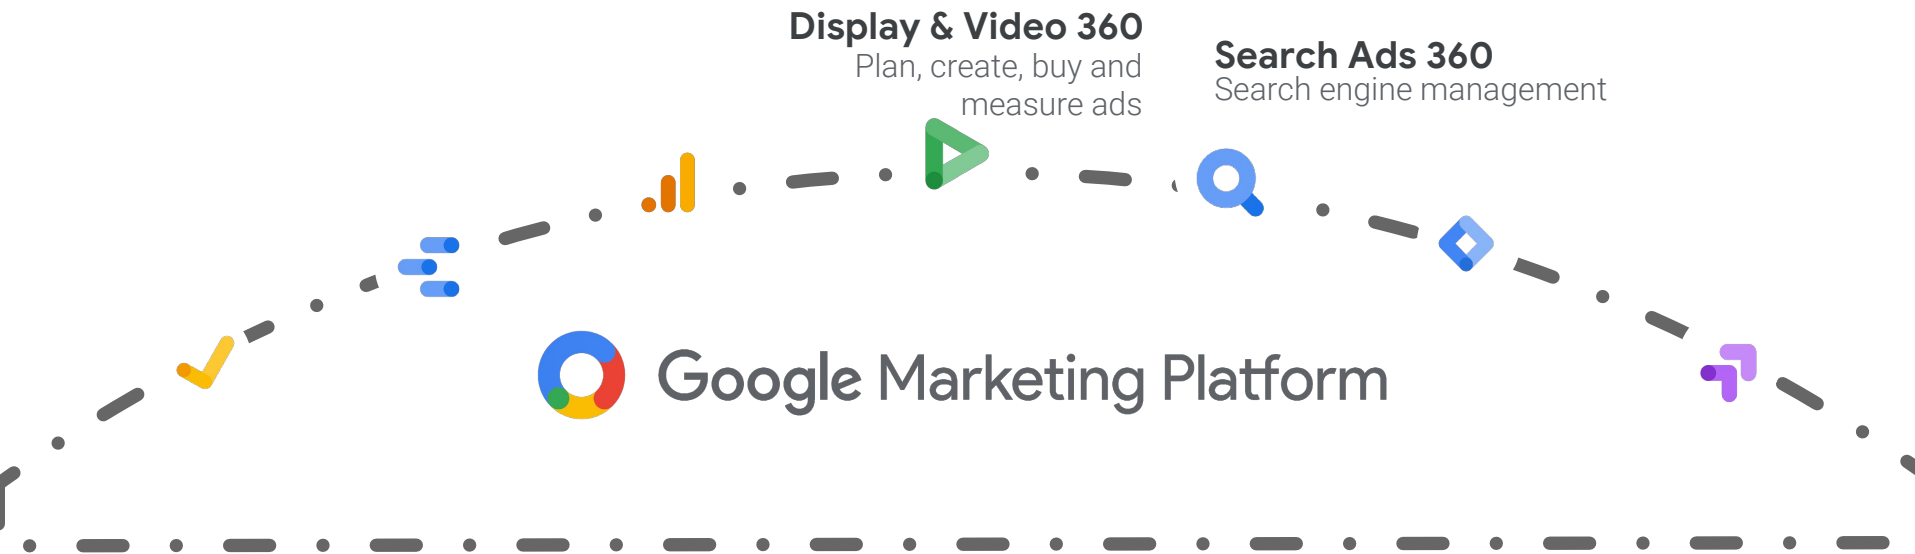 Display & Video 360
Plan, create, buy and
measure ads
Search Ads 360
Search engine management
Google Marketing Platform